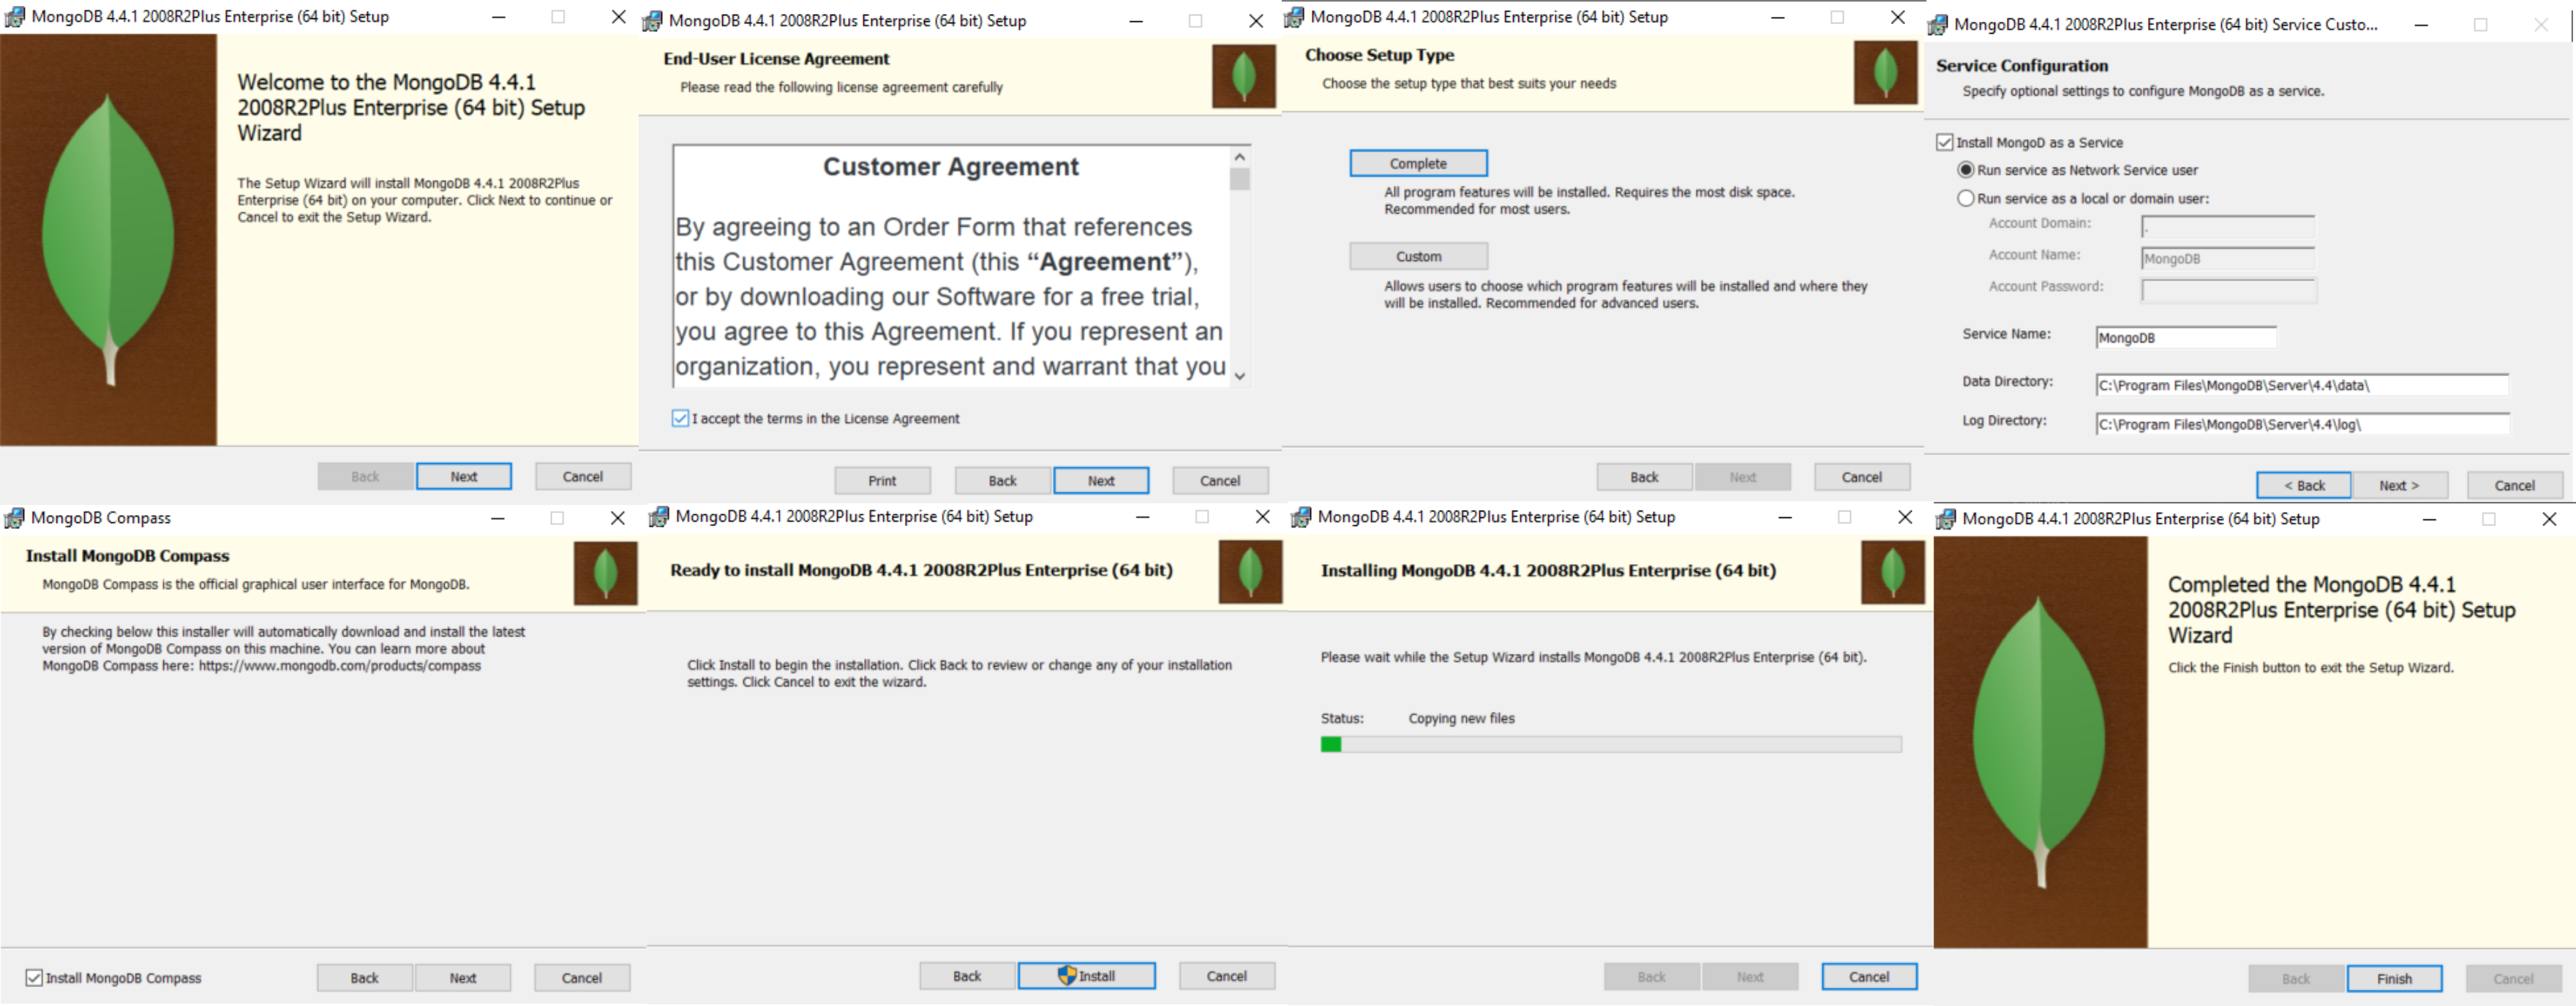 MongoDB 4.4.1 2008R2Plus Enterprise (64 bit) Setup
Welcome to the MongoDB 4.4.1
2008R2Plus Enterprise (64 bit) Setup
Wizard
The Setup Wizard will install MongoDB 4.4.1 2008R2Plus
Enterprise (64 bit) on your computer. Click Next to continue or
Cancel to exit the Setup Wizard.
Back
Next
Cancel
MongoDB 4.4.1 2008R2Plus Enterprise (64 bit) Setup
End-User License Agreement
Please read the following license agreement carefully
Customer Agreement
By agreeing to an Order Form that references
this Customer Agreement (this “Agreement”),
or by downloading our Software for a free trial,
you agree to this Agreement. If you represent an
organization, you represent and warrant that you
I accept the terms in the License Agreement
Print
Back
Next
Cancel
MongoDB 4.4.1 2008R2Plus Enterprise (64 bit) Setup
Choose Setup Type
Choose the setup type that best suits your needs
Complete
All program features will be installed. Requires the most disk space.
Recommended for most users.
Custom
Allows users to choose which program features will be installed and where they
will be installed. Recommended for advanced users.
Back
Next
Cancel
MongoDB 4.4.1 2008R2Plus Enterprise (64 bit) Service Custo...
Service Configuration
Specify optional settings to configure MongoDB as a service.
Install MongoD as a Service
Run service as Network Service user
Run service as a local or domain user:
Account Domain: .
Account Name: MongoDB
Account Password:
Service Name: MongoDB
Data Directory: C:\Program Files\MongoDB\Server\4.4\data\
Log Directory: C:\Program Files\MongoDB\Server\4.4\log\
< Back
Next >
Cancel
MongoDB Compass
Install MongoDB Compass
MongoDB Compass is the official graphical user interface for MongoDB.
By checking below this installer will automatically download and install the latest
version of MongoDB Compass on this machine. You can learn more about
MongoDB Compass here: https://www.mongodb.com/products/compass
Install MongoDB Compass
Back
Next
Cancel
MongoDB 4.4.1 2008R2Plus Enterprise (64 bit) Setup
Ready to install MongoDB 4.4.1 2008R2Plus Enterprise (64 bit)
Click Install to begin the installation. Click Back to review or change any of your installation
settings. Click Cancel to exit the wizard.
Back
Install
Cancel
MongoDB 4.4.1 2008R2Plus Enterprise (64 bit) Setup
Installing MongoDB 4.4.1 2008R2Plus Enterprise (64 bit)
Please wait while the Setup Wizard installs MongoDB 4.4.1 2008R2Plus Enterprise (64 bit).
Status: Copying new files
Back
Next
Cancel
MongoDB 4.4.1 2008R2Plus Enterprise (64 bit) Setup
Completed the MongoDB 4.4.1
2008R2Plus Enterprise (64 bit) Setup
Wizard
Click the Finish button to exit the Setup Wizard.
Back
Finish
Cancel